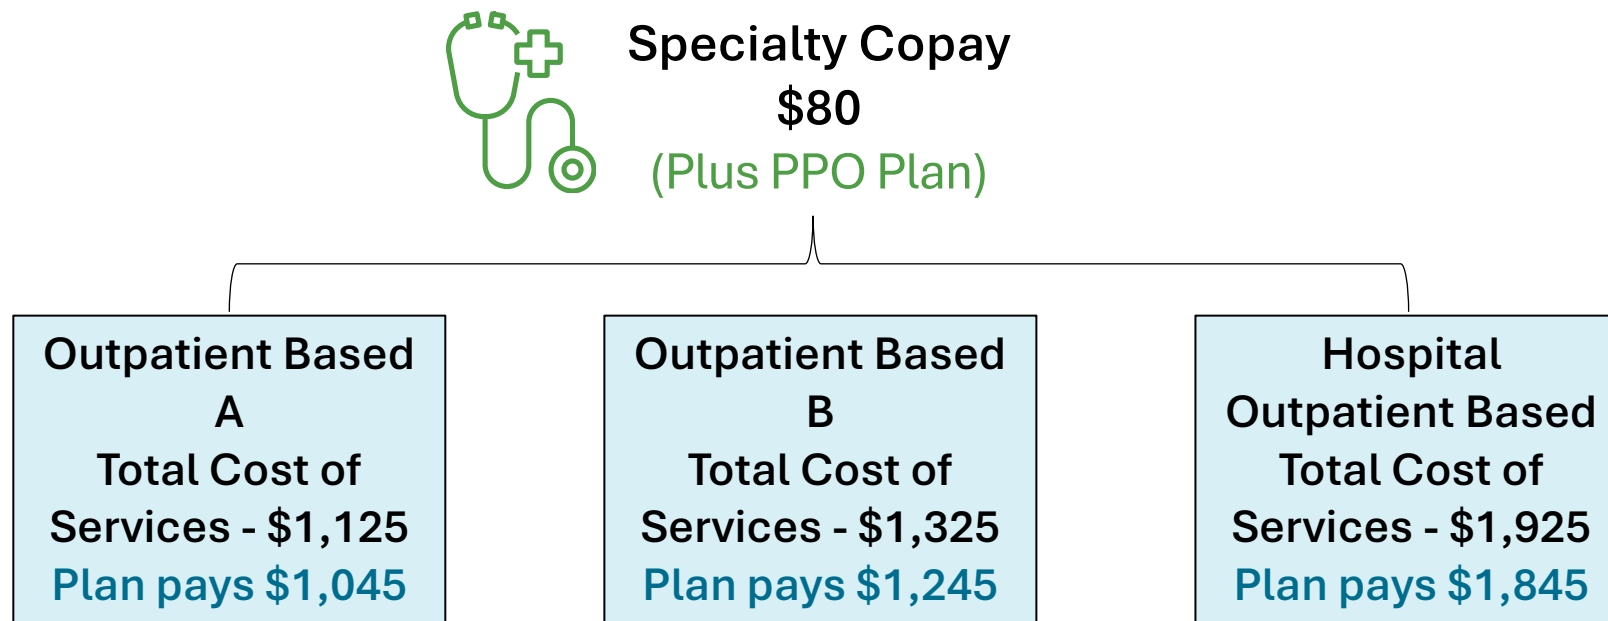 Specialty Copay
$80
(Plus PPO Plan)
Outpatient Based
A
Total Cost of
Services - $1,125
Plan pays $1,045
Outpatient Based
B
Total Cost of
Services - $1,325
Plan pays $1,245
Hospital
Outpatient Based
Total Cost of
Services - $1,925
Plan pays $1,845